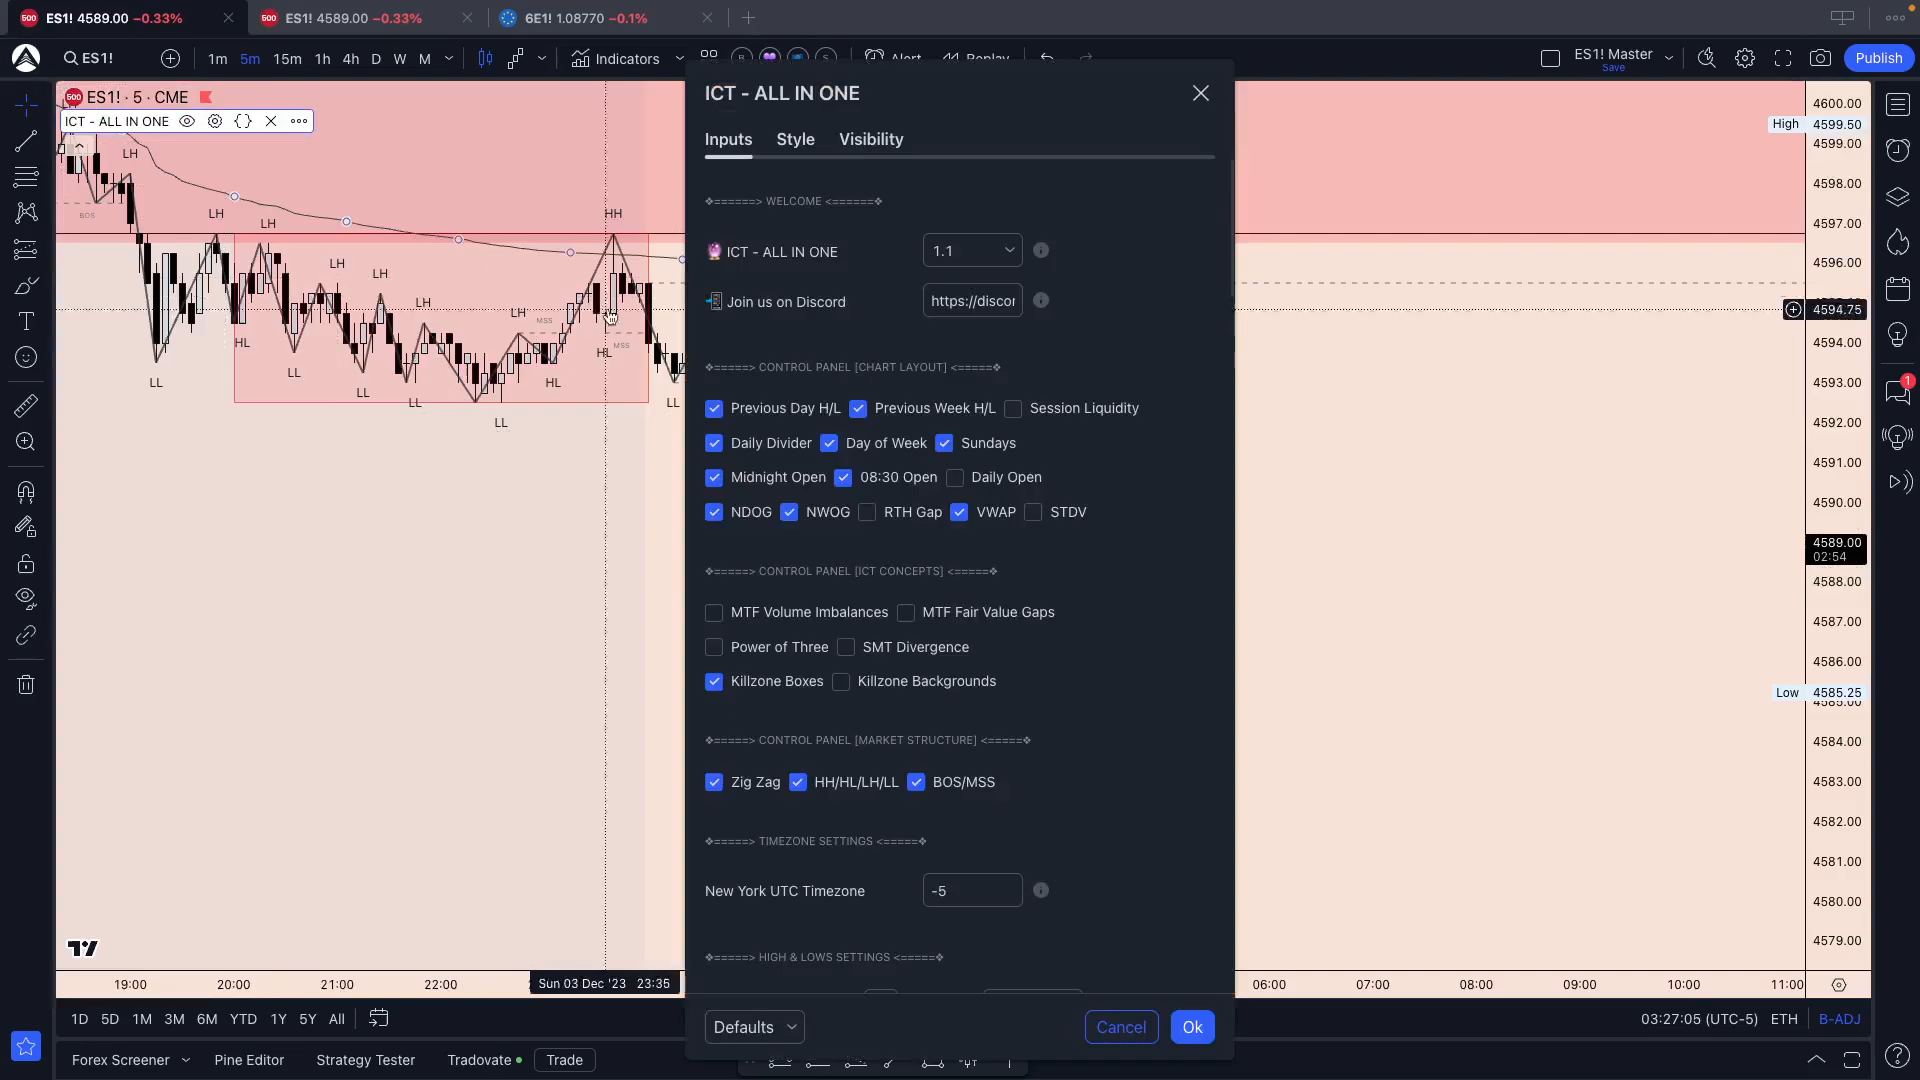 500 ES1! 4589.00 −0.33%
500 ES1! 4589.00 −0.33%
6E1! 1.08770 −0.1%
ES1!
1m 5m 15m 1h 4h D W M
Indicators
Alert
Replay
ES1! Master
Save
Publish
500 ES1! · 5 · CME
ICT - ALL IN ONE
LH
BOS
LH
LH
HH
LH
LH
LH
LH
MSS
MSS
HL
HL
LL
LL
LL
LL
HL
LL
LL
ICT - ALL IN ONE
Inputs Style Visibility
❖======> WELCOME <======❖
ICT - ALL IN ONE 1.1
Join us on Discord https://discor
❖=====> CONTROL PANEL [CHART LAYOUT] <=====❖
Previous Day H/L Previous Week H/L Session Liquidity
Daily Divider Day of Week Sundays
Midnight Open 08:30 Open Daily Open
NDOG NWOG RTH Gap VWAP STDV
❖=====> CONTROL PANEL [ICT CONCEPTS] <=====❖
MTF Volume Imbalances MTF Fair Value Gaps
Power of Three SMT Divergence
Killzone Boxes Killzone Backgrounds
❖=====> CONTROL PANEL [MARKET STRUCTURE] <=====❖
Zig Zag HH/HL/LH/LL BOS/MSS
❖=====> TIMEZONE SETTINGS <=====❖
New York UTC Timezone -5
❖=====> HIGH & LOWS SETTINGS <=====❖
Defaults
Cancel
Ok
4600.00
High 4599.50
4599.00
4598.00
4597.00
4596.00
4594.75
4594.00
4593.00
4592.00
4591.00
4590.00
4589.00
02:54
4588.00
4587.00
4586.00
Low 4585.25
4585.00
4584.00
4583.00
4582.00
4581.00
4580.00
4579.00
1
19:00 20:00 21:00 22:00 Sun 03 Dec '23 23:35 06:00 07:00 08:00 09:00 10:00 11:00
1D 5D 1M 3M 6M YTD 1Y 5Y All
03:27:05 (UTC-5) ETH B-ADJ
Forex Screener Pine Editor Strategy Tester Tradovate Trade